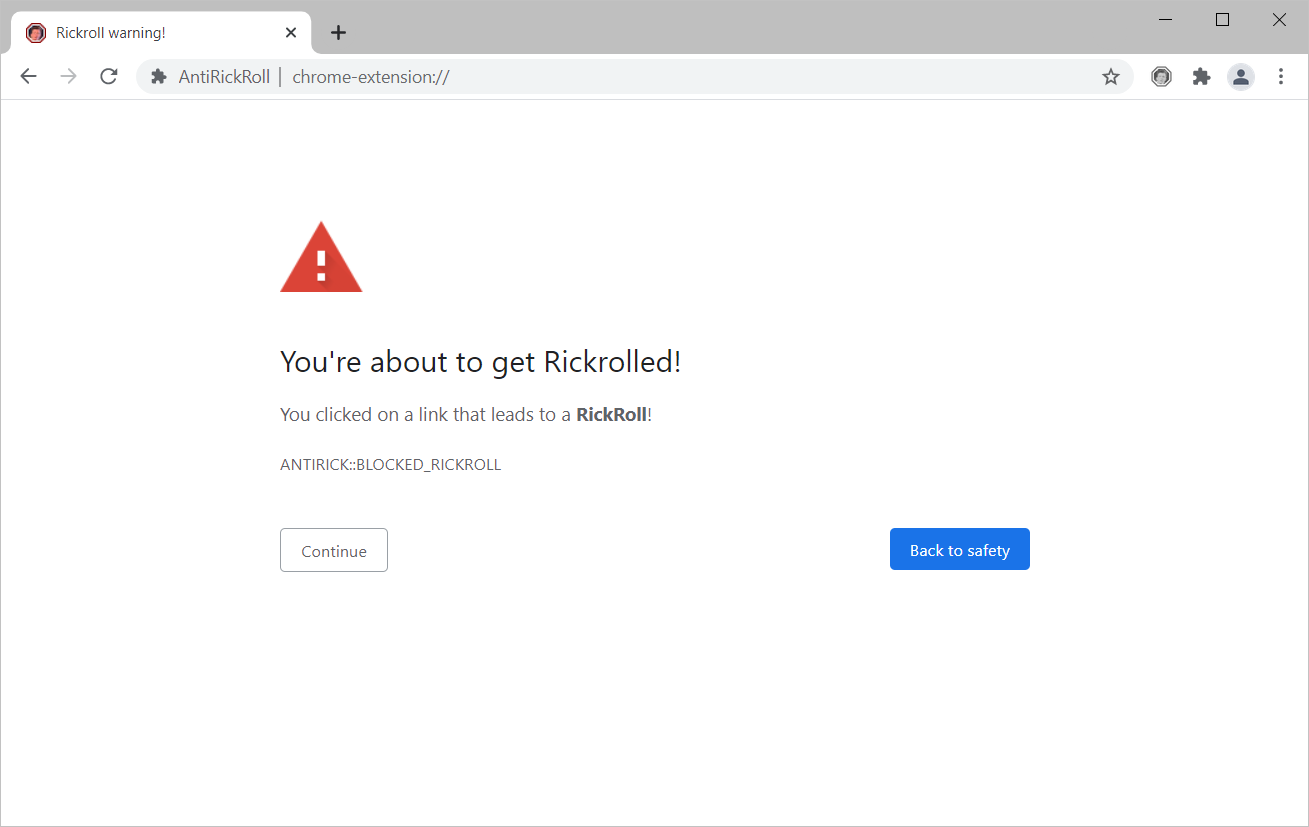 Rickroll warning!
AntiRickRoll | chrome-extension://
You're about to get Rickrolled!
You clicked on a link that leads to a RickRoll!
ANTIRICK::BLOCKED_RICKROLL
Continue
Back to safety